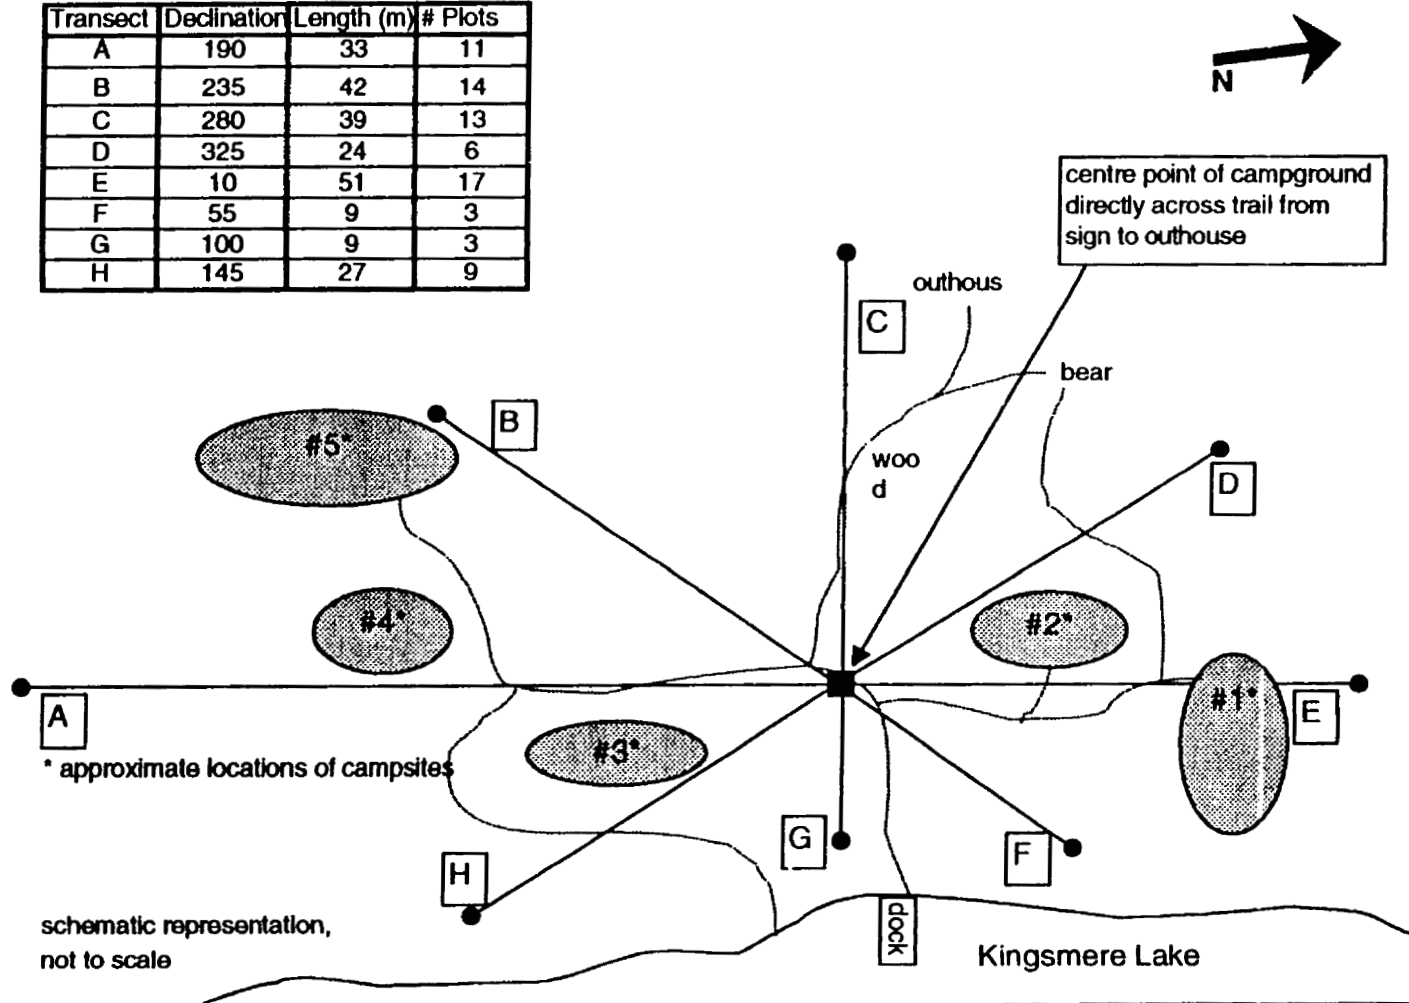 Transect Declination Length (m) # Plots
A 190 33 11
B 235 42 14
C 280 39 13
D 325 24 6
E 10 51 17
F 55 9 3
G 100 9 3
H 145 27 9
N
centre point of campground
directly across trail from
sign to outhouse
outhous
C
bear
B
#5*
woo
d
D
#4*
#2*
A
#1*
E
#3*
* approximate locations of campsites
G
F
H
dock
schematic representation,
not to scale
Kingsmere Lake